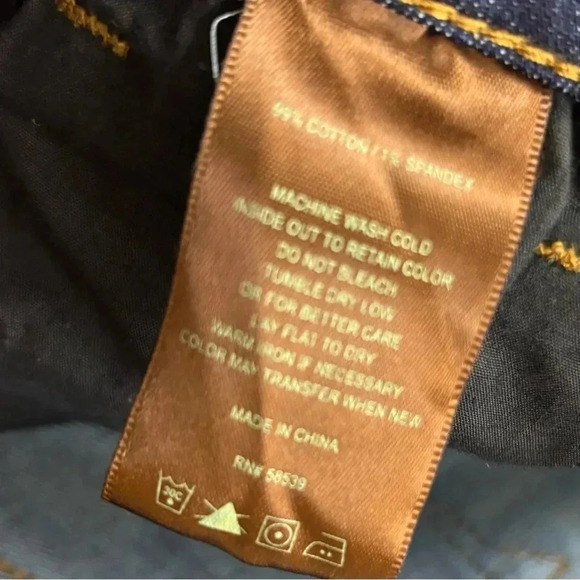 99% COTTON / 1% SPANDEX
MACHINE WASH COLD
INSIDE OUT TO RETAIN COLOR
DO NOT BLEACH
TUMBLE DRY LOW
OR FOR BETTER CARE
LAY FLAT TO DRY
WARM IRON IF NECESSARY
COLOR MAY TRANSFER WHEN NEW
MADE IN CHINA
RN# 58539
30C